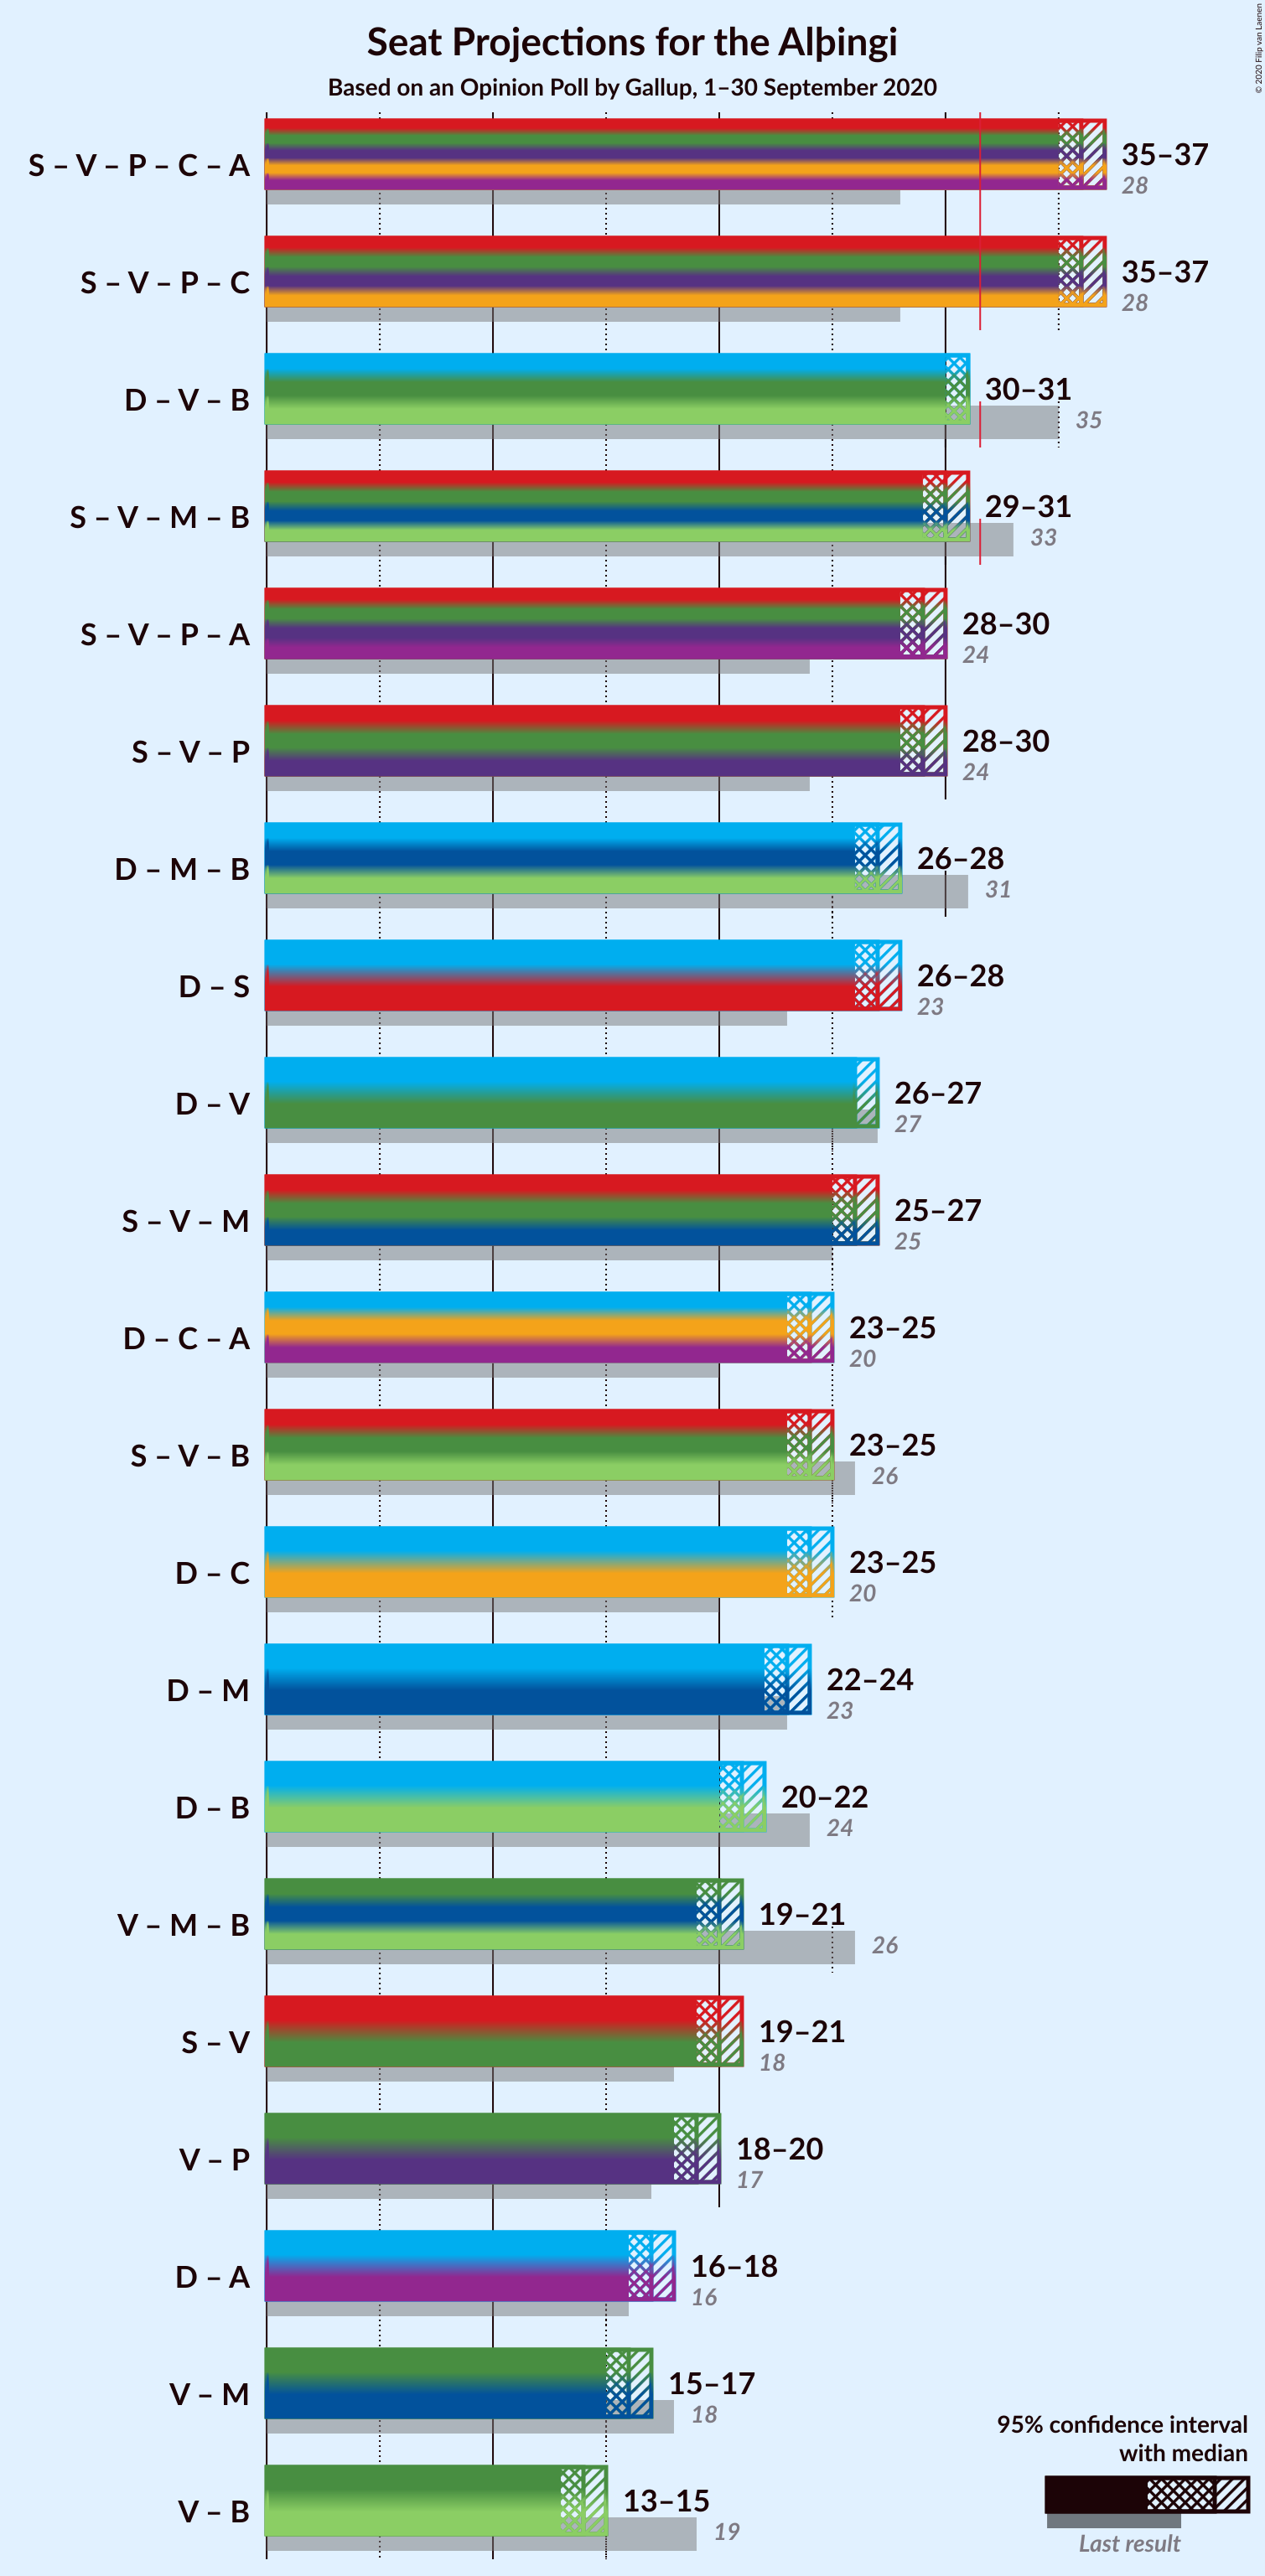 Seat Projections for the Alþingi
Based on an Opinion Poll by Gallup, 1–30 September 2020
© 2020 Filip van Laenen
S – V – P – C – A
35–37
28
S – V – P – C
35–37
28
D – V – B
30–31
35
S – V – M – B
29–31
33
S – V – P – A
28–30
24
S – V – P
28–30
24
D – M – B
26–28
31
D – S
26–28
23
D – V
26–27
27
S – V – M
25–27
25
D – C – A
23–25
20
S – V – B
23–25
26
D – C
23–25
20
D – M
22–24
23
D – B
20–22
24
V – M – B
19–21
26
S – V
19–21
18
V – P
18–20
17
D – A
16–18
16
V – M
15–17
18
V – B
13–15
19
95% confidence interval
with median
Last result